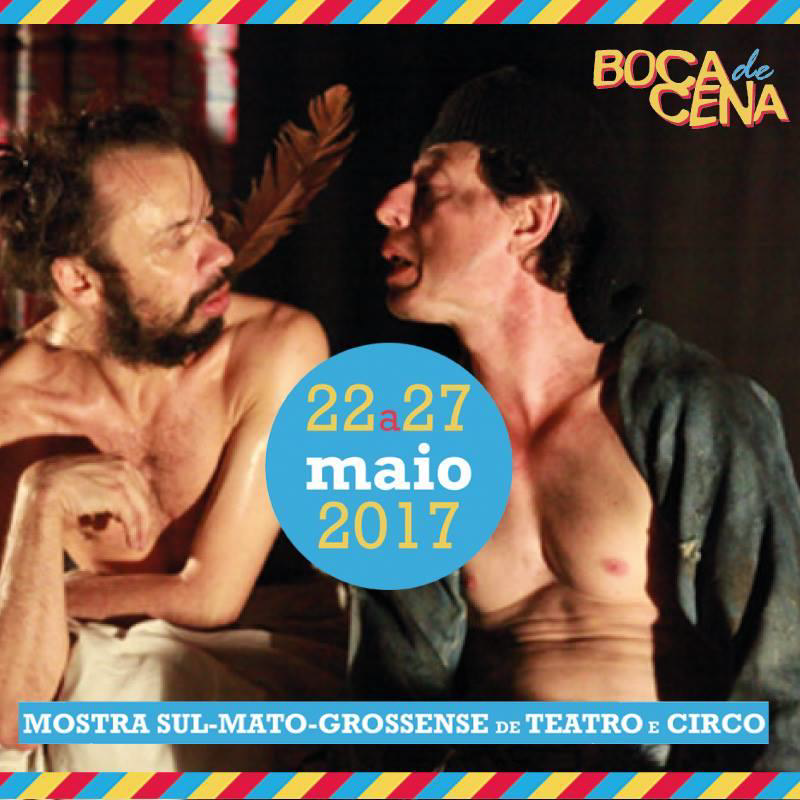 BOCA de
CENA
22a27
maio
2017
MOSTRA SUL-MATO-GROSSENSE DE TEATRO E CIRCO